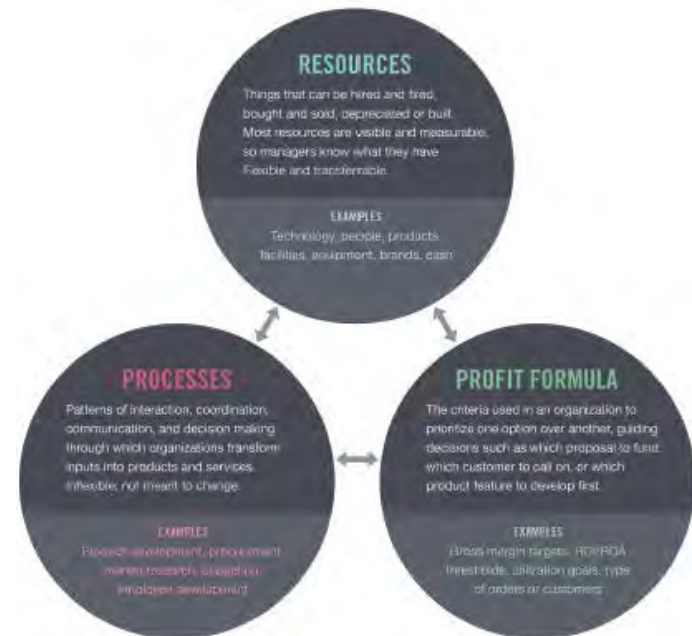 RESOURCES
Things that can be hired and fired,
bought and sold, depreciated or built.
Most resources are visible and measurable,
so managers know what they have
Flexible and transferrable.
EXAMPLES
Technology, people, products
facilities, equipment, brands, cash
PROCESSES
Patterns of interaction, coordination,
communication, and decision making
through which organizations transform
inputs into products and services
Inflexible; not meant to change.
EXAMPLES
Product development, procurement
market research, budgeting,
employee development
PROFIT FORMULA
The criteria used in an organization to
prioritize one option over another, guiding
decisions such as which proposal to fund,
which customer to call on, or which
product feature to develop first.
EXAMPLES
Gross margin targets, ROI/ROA
thresholds, utilization goals, type
of orders or customers